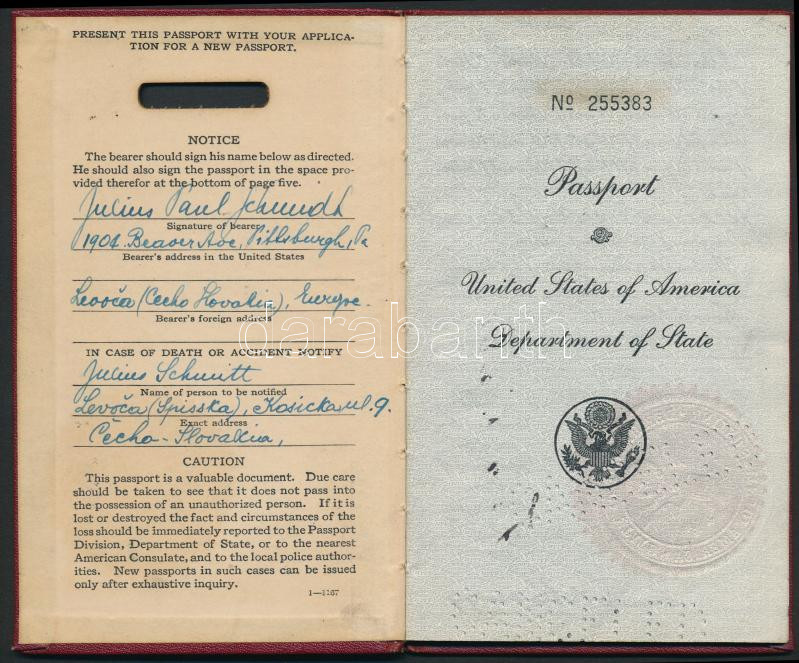 PRESENT THIS PASSPORT WITH YOUR APPLICA-
TION FOR A NEW PASSPORT.
NOTICE
The bearer should sign his name below as directed.
He should also sign the passport in the space pro-
vided therefor at the bottom of page five.
Julius Paul Schmidt
Signature of bearer
1904 Beaver Ave, Pittsburgh, Pa
Bearer's address in the United States
Levoča (Cecho Slovakia), Europe.
Bearer's foreign address
IN CASE OF DEATH OR ACCIDENT NOTIFY
Julius Schmitt
Name of person to be notified
Levoča (Spisska), Kosicka ul. 9.
Exact address
Čecho-Slovakia,
CAUTION
This passport is a valuable document. Due care
should be taken to see that it does not pass into
the possession of an unauthorized person. If it is
lost or destroyed the fact and circumstances of the
loss should be immediately reported to the Passport
Division, Department of State, or to the nearest
American Consulate, and to the local police author-
ities. New passports in such cases can be issued
only after exhaustive inquiry.
1—1167
No 255383
Passport
United States of America
Department of State
darabanth